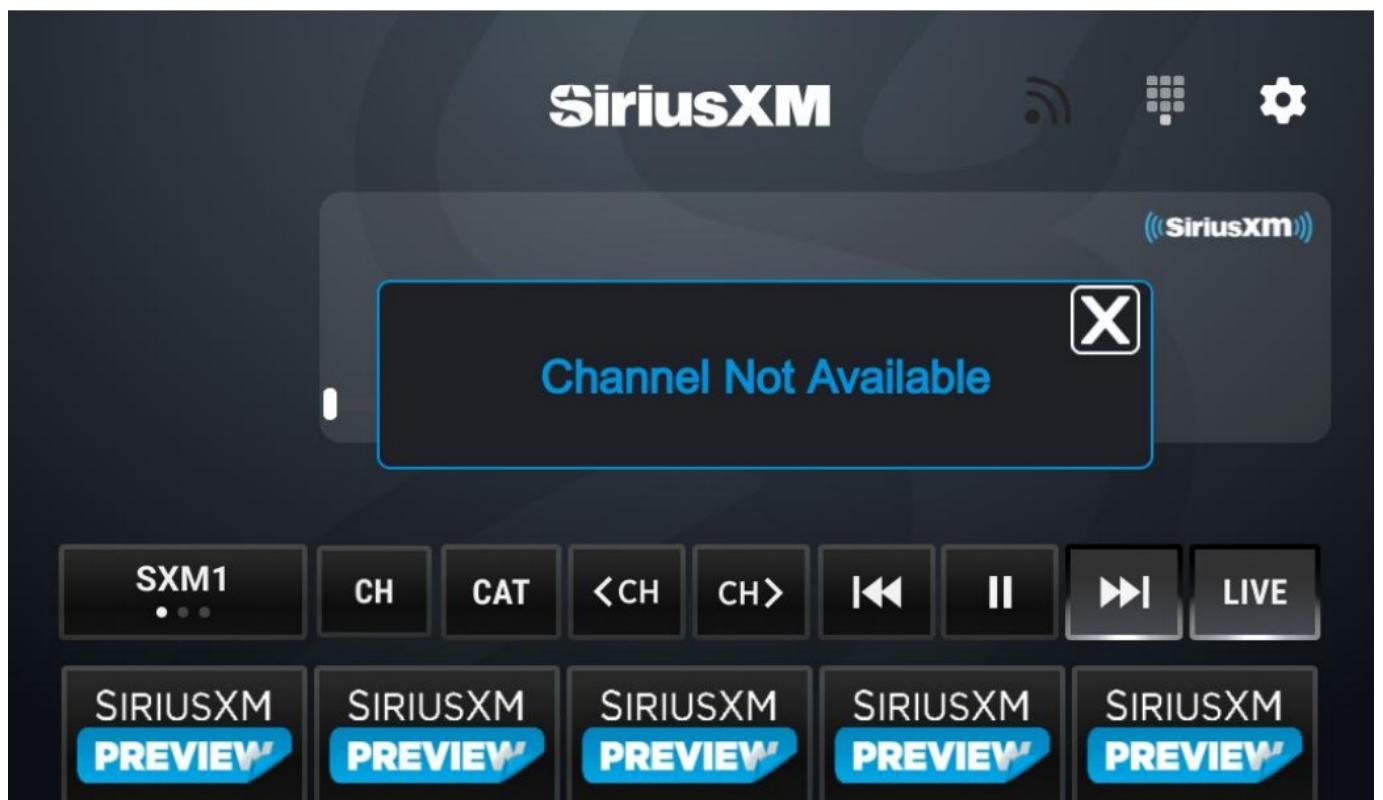 SiriusXM
SiriusXM
X
Channel Not Available
SXM1
CH
CAT
<CH
CH>
LIVE
SIRIUSXM
PREVIEW
SIRIUSXM
PREVIEW
SIRIUSXM
PREVIEW
SIRIUSXM
PREVIEW
SIRIUSXM
PREVIEW